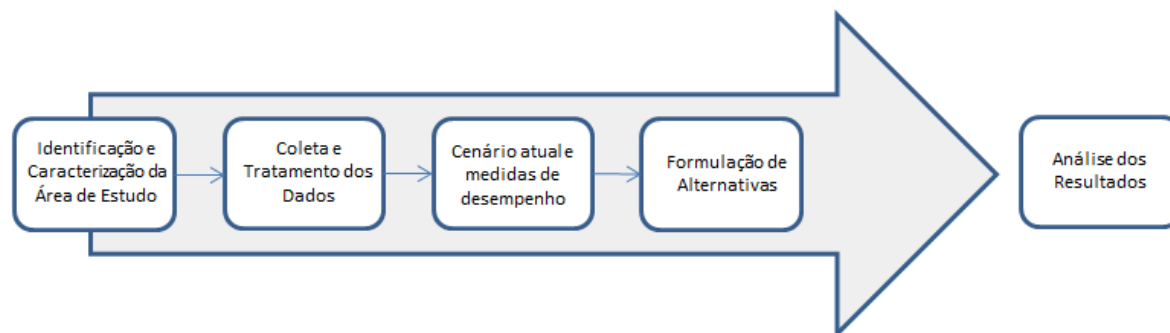 Identificação e
Caracterização da
Área de Estudo
Coleta e
Tratamento dos
Dados
Cenário atual e
medidas de
desempenho
Formulação de
Alternativas
Análise dos
Resultados